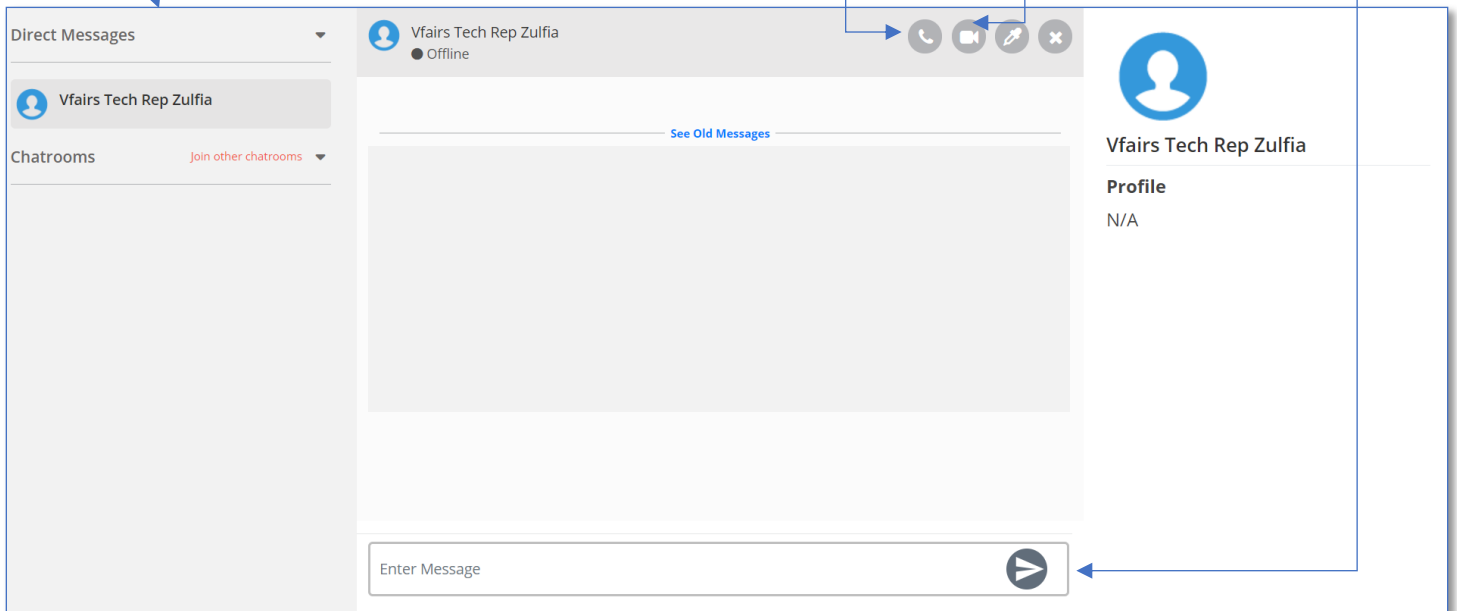 Direct Messages
Vfairs Tech Rep Zulfia
Chatrooms
Join other chatrooms
Vfairs Tech Rep Zulfia
Offline
See Old Messages
Enter Message
Vfairs Tech Rep Zulfia
Profile
N/A